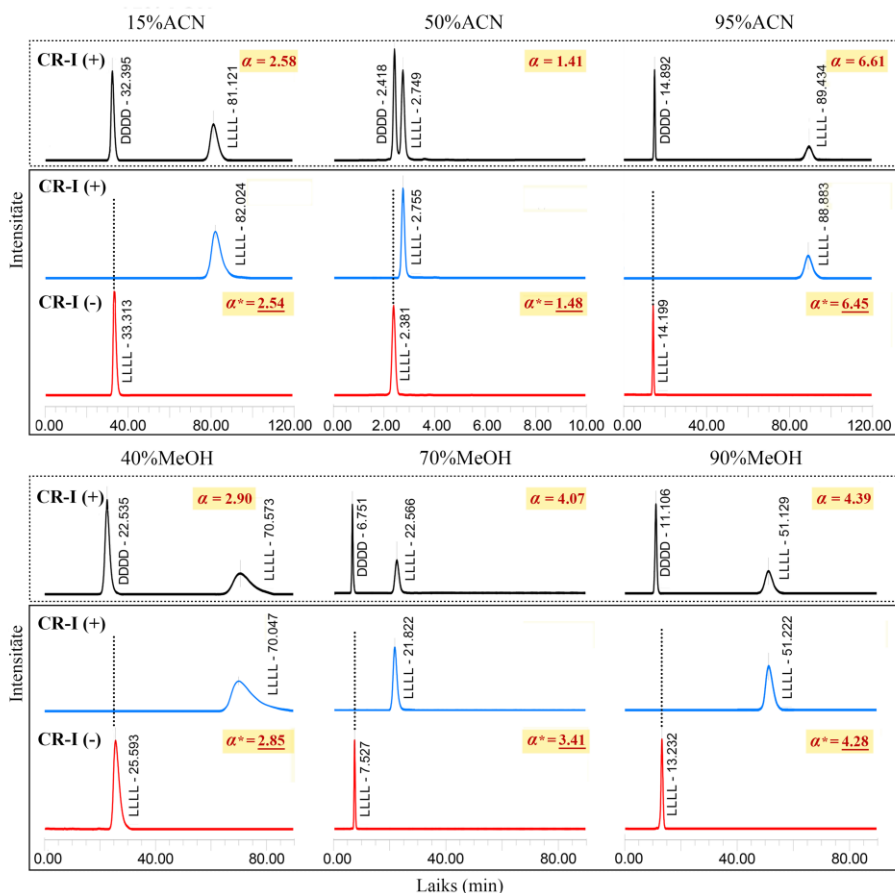 15%ACN 50%ACN 95%ACN
CR-I (+) α = 2.58 α = 1.41 α = 6.61
DDDD - 32.395 LLLL - 81.121 DDDD - 2.418 LLLL - 2.749 DDDD - 14.892 LLLL - 89.434
CR-I (+)
LLLL - 82.024 LLLL - 2.755 LLLL - 88.883
CR-I (-) α* = 2.54 α* = 1.48 α* = 6.45
LLLL - 33.313 LLLL - 2.381 LLLL - 14.199
0.00 40.00 80.00 120.00 0.00 2.00 4.00 6.00 8.00 10.00 0.00 40.00 80.00 120.00
Intensitāte
40%MeOH 70%MeOH 90%MeOH
CR-I (+) α = 2.90 α = 4.07 α = 4.39
DDDD - 22.535 LLLL - 70.573 DDDD - 6.751 LLLL - 22.566 DDDD - 11.106 LLLL - 51.129
CR-I (+)
LLLL - 70.047 LLLL - 21.822 LLLL - 51.222
CR-I (-) α* = 2.85 α* = 3.41 α* = 4.28
LLLL - 25.593 LLLL - 7.527 LLLL - 13.232
0.00 40.00 80.00 0.00 20.00 40.00 60.00 80.00 0.00 40.00 80.00
Intensitāte
Laiks (min)